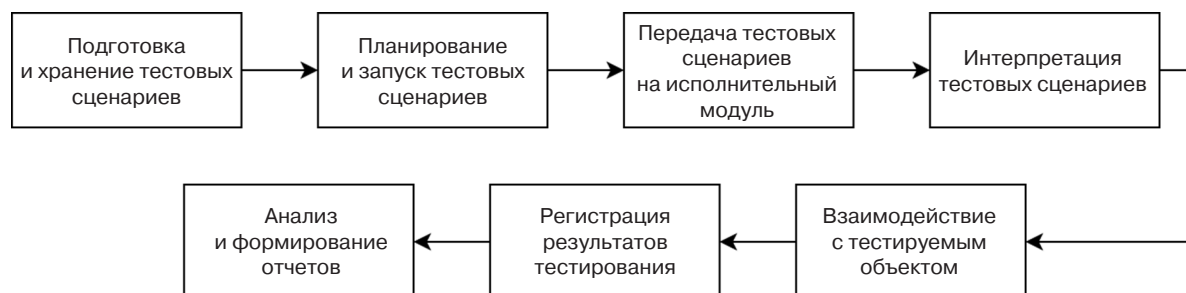 Подготовка
и хранение тестовых
сценариев
Планирование
и запуск тестовых
сценариев
Передача тестовых
сценариев
на исполнительный
модуль
Интерпретация
тестовых сценариев
Взаимодействие
с тестируемым
объектом
Регистрация
результатов
тестирования
Анализ
и формирование
отчетов